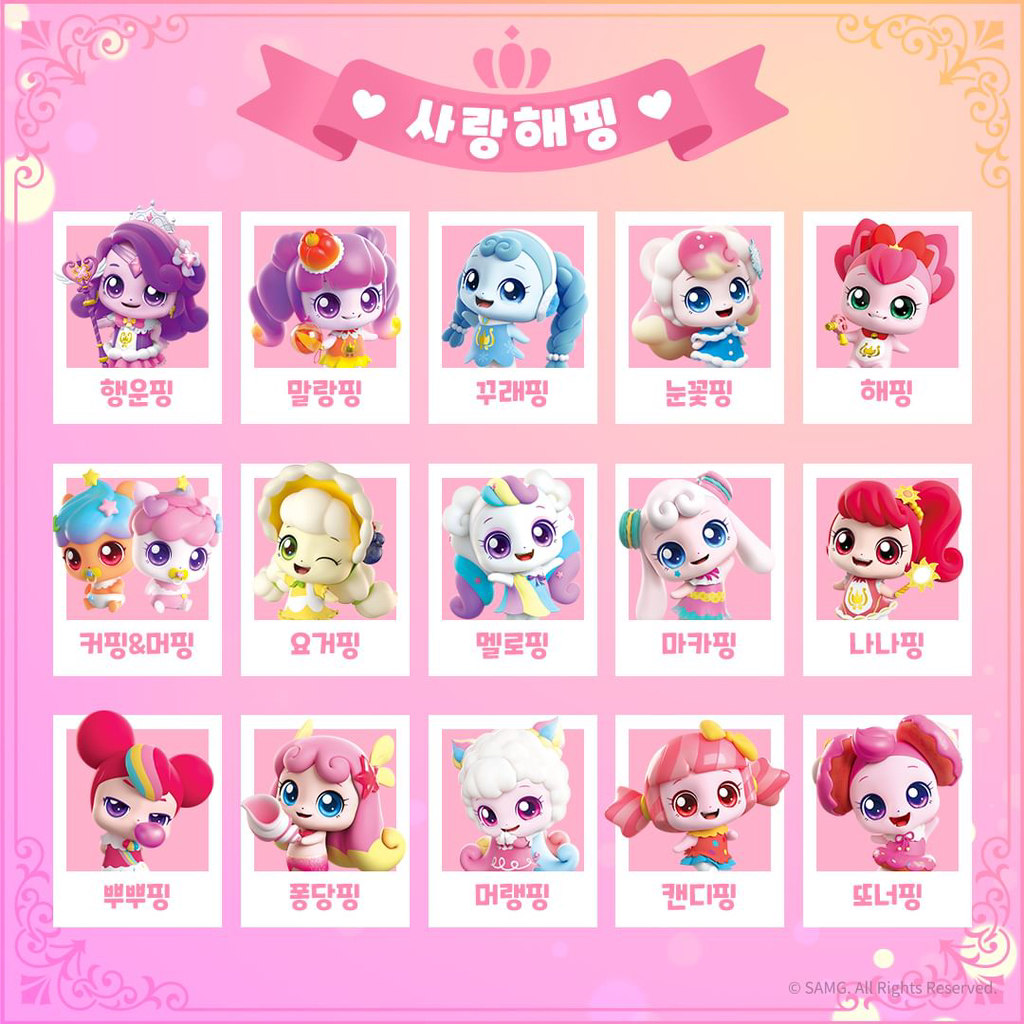 사랑해핑
행운핑
말랑핑
꾸래핑
눈꽃핑
해핑
커핑&머핑
요거핑
멜로핑
마카핑
나나핑
뿌뿌핑
퐁당핑
머랭핑
캔디핑
또너핑
© SAMG. All Rights Reserved.